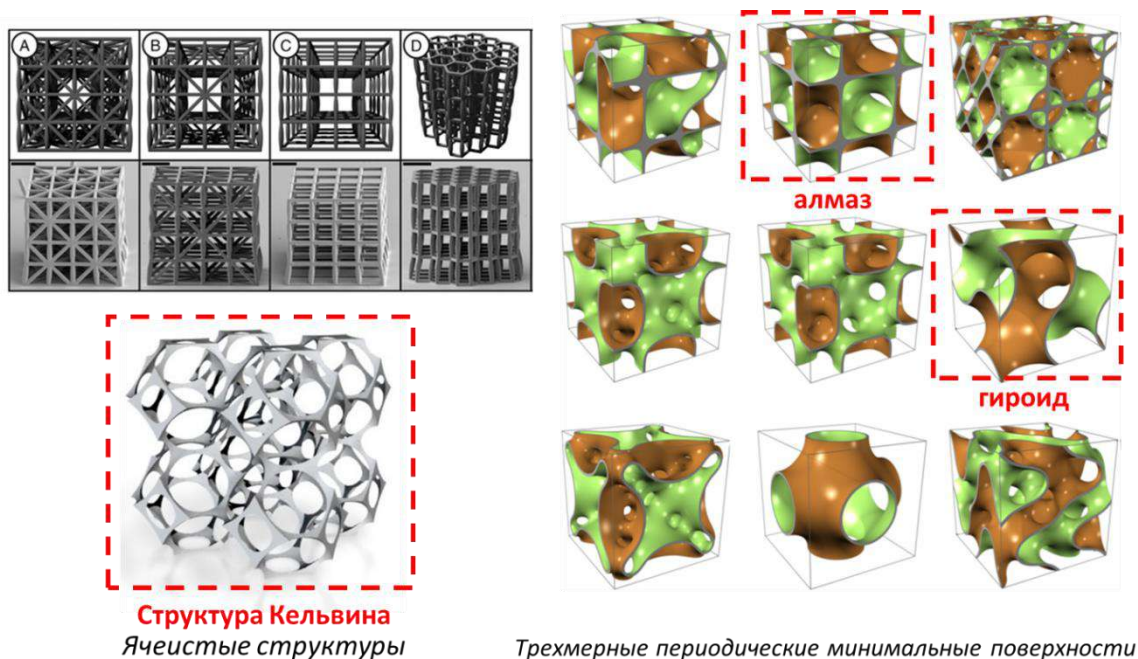 A
B
C
D
алмаз
гироид
Структура Кельвина
Ячеистые структуры
Трехмерные периодические минимальные поверхности